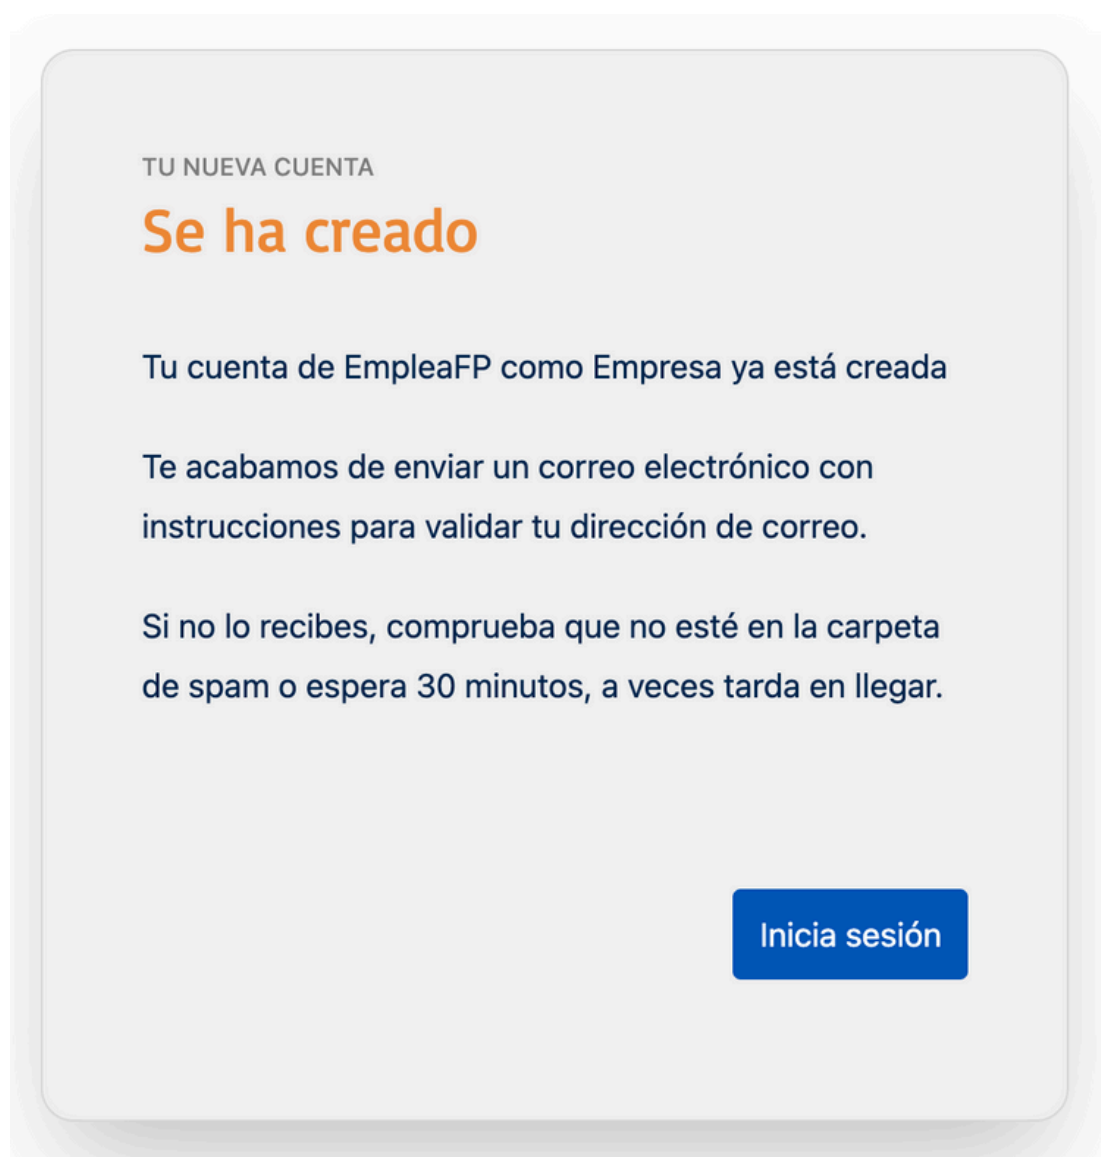 TU NUEVA CUENTA
Se ha creado
Tu cuenta de EmpleaFP como Empresa ya está creada
Te acabamos de enviar un correo electrónico con
instrucciones para validar tu dirección de correo.
Si no lo recibes, comprueba que no esté en la carpeta
de spam o espera 30 minutos, a veces tarda en llegar.
Inicia sesión